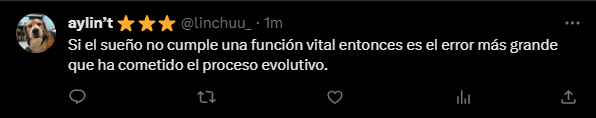 aylin't ⭐⭐⭐ @linchuu_ · 1m
Si el sueño no cumple una función vital entonces es el error más grande
que ha cometido el proceso evolutivo.